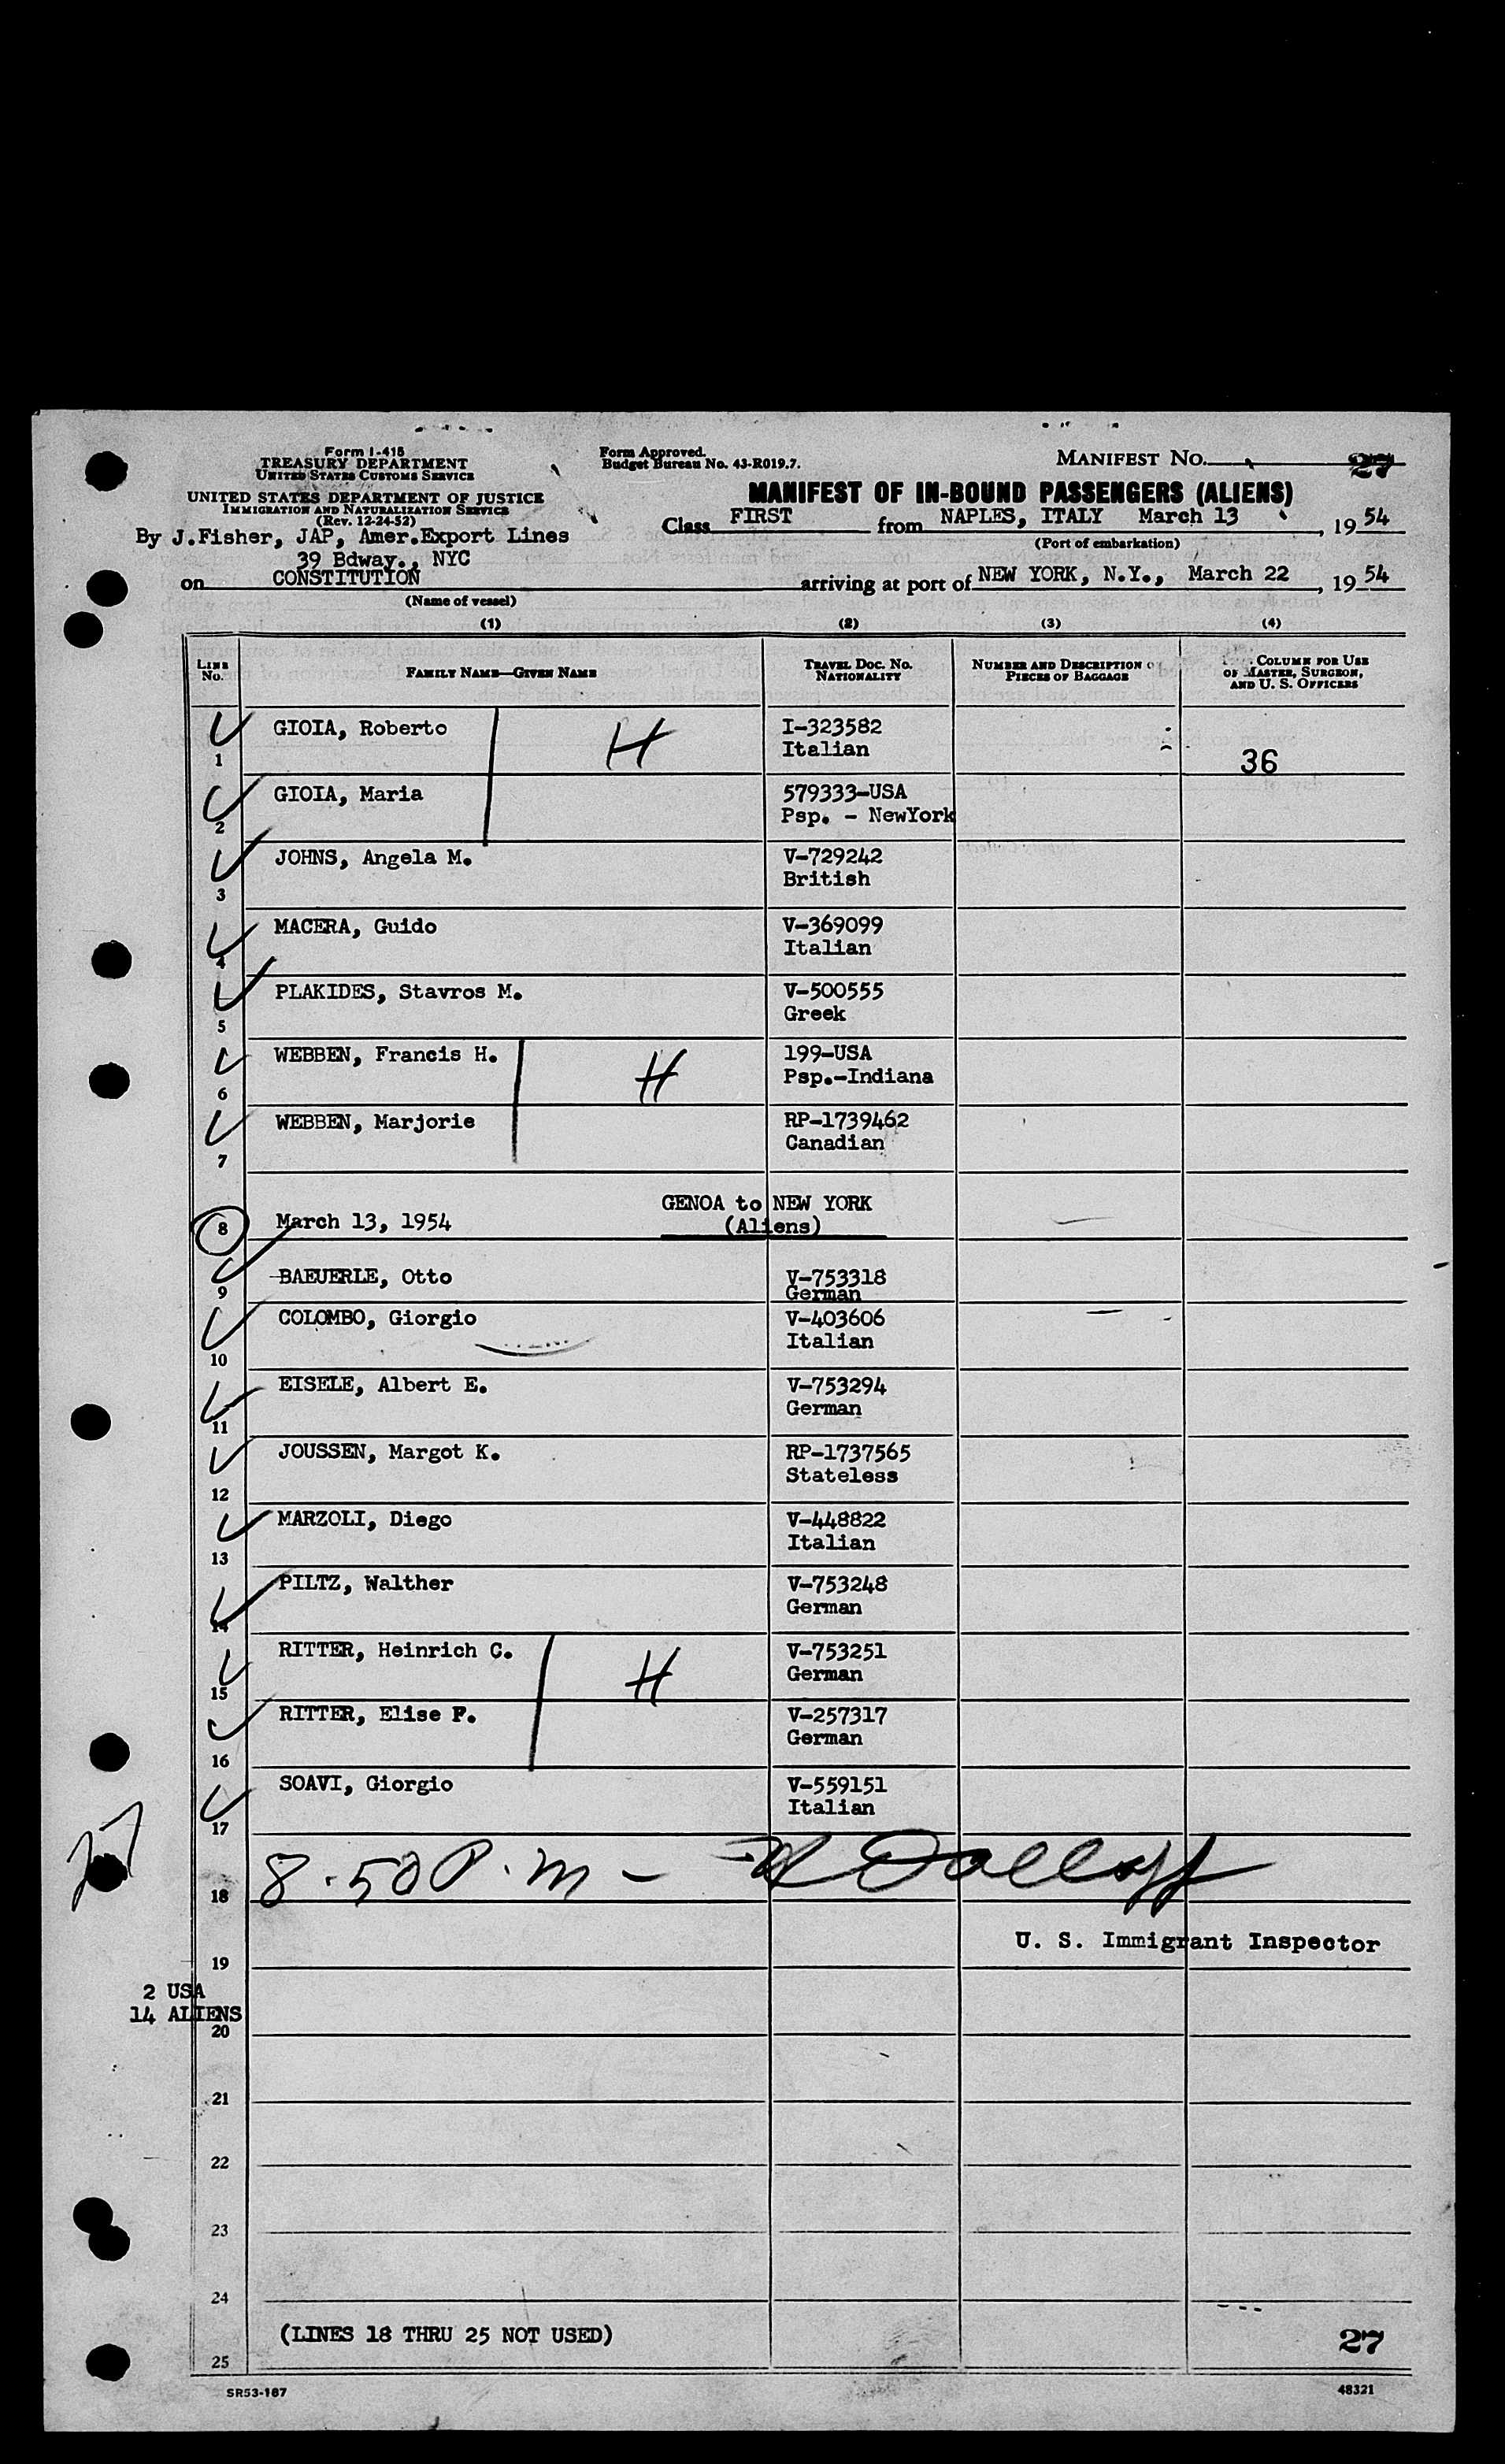 Form I-415
TREASURY DEPARTMENT
UNITED STATES CUSTOMS SERVICE
UNITED STATES DEPARTMENT OF JUSTICE
IMMIGRATION AND NATURALIZATION SERVICE
(Rev. 12-24-52)
By J.Fisher, JAP, Amer.Export Lines
39 Bdway., NYC
Form Approved.
Budget Bureau No. 43-R019.7.
MANIFEST NO. 27
MANIFEST OF IN-BOUND PASSENGERS (ALIENS)
Class FIRST from NAPLES, ITALY March 13, 1954
(Port of embarkation)
on CONSTITUTION arriving at port of NEW YORK, N.Y., March 22, 1954
(Name of vessel)
(1) (2) (3) (4)
LINE No. FAMILY NAME—GIVEN NAME TRAVEL DOC. NO. NATIONALITY NUMBER AND DESCRIPTION PIECES OF BAGGAGE COLUMN FOR USE OF MASTER, SURGEON, AND U. S. OFFICERS
1 GIOIA, Roberto H I-323582 Italian 36
2 GIOIA, Maria 579333-USA Psp. - NewYork
3 JOHNS, Angela M. V-729242 British
4 MACERA, Guido V-369099 Italian
5 PLAKIDES, Stavros M. V-500555 Greek
6 WEBBEN, Francis H. H 199-USA Psp.-Indiana
7 WEBBEN, Marjorie RP-1739462 Canadian
8 March 13, 1954 GENOA to NEW YORK (Aliens)
9 BAEUERLE, Otto V-753318 German
10 COLOMBO, Giorgio V-403606 Italian
11 EISELE, Albert E. V-753294 German
12 JOUSSEN, Margot K. RP-1737565 Stateless
13 MARZOLI, Diego V-448822 Italian
14 PILTZ, Walther V-753248 German
15 RITTER, Heinrich C. H V-753251 German
16 RITTER, Elise F. V-257317 German
17 SOAVI, Giorgio V-559151 Italian
18 8.50 P.m -
19 U. S. Immigrant Inspector
2 USA
14 ALIENS
20
21
22
23
24
25 (LINES 18 THRU 25 NOT USED) 27
SR53-187 48321